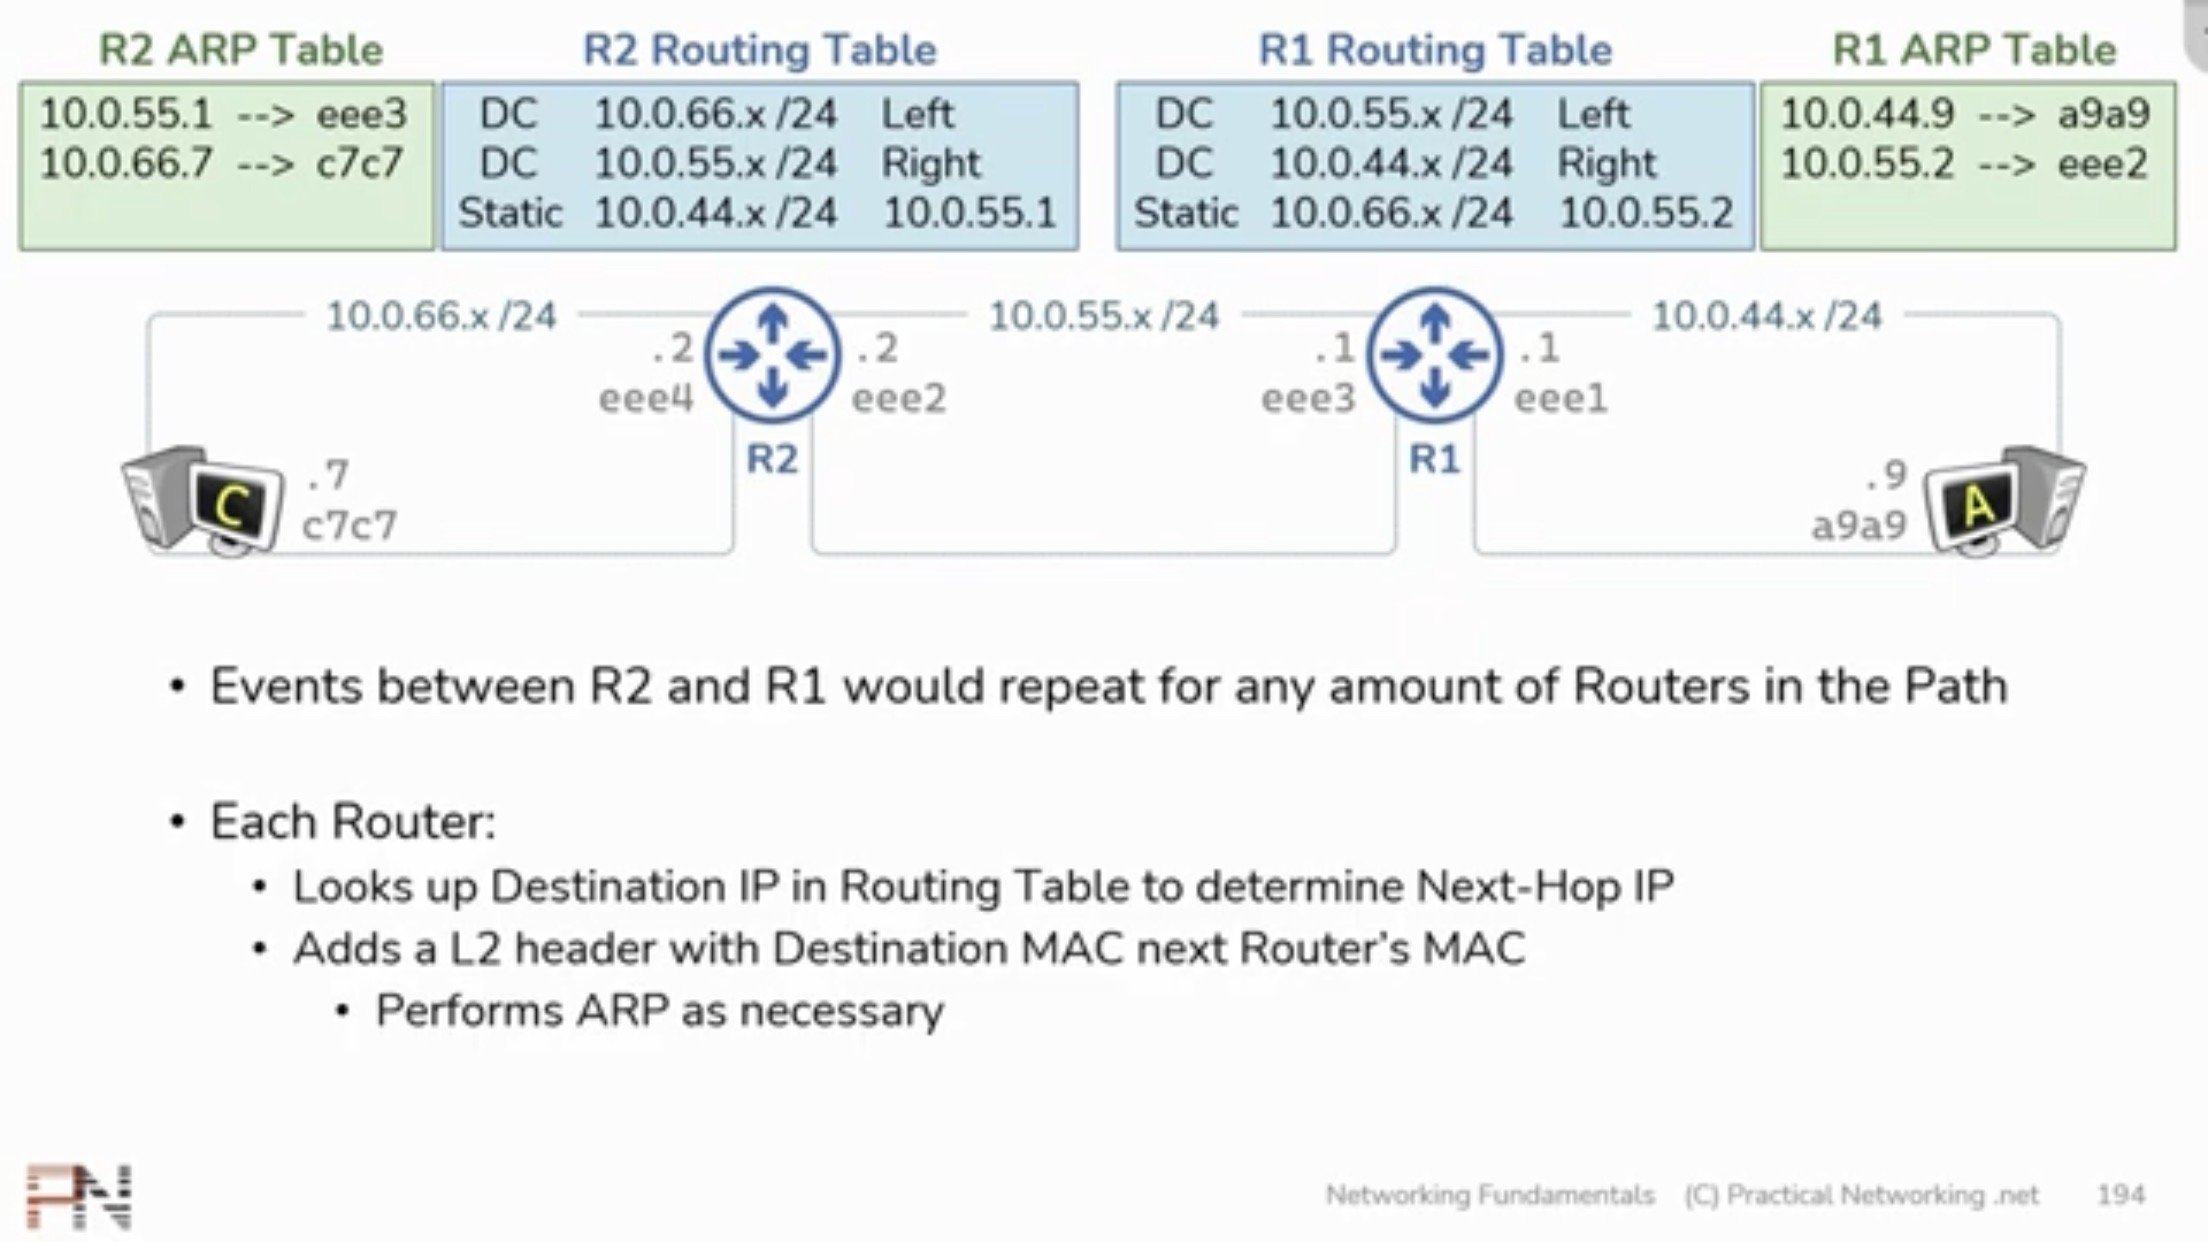 R2 ARP Table
10.0.55.1 --> eee3
10.0.66.7 --> c7c7
R2 Routing Table
DC 10.0.66.x /24 Left
DC 10.0.55.x /24 Right
Static 10.0.44.x /24 10.0.55.1
R1 Routing Table
DC 10.0.55.x /24 Left
DC 10.0.44.x /24 Right
Static 10.0.66.x /24 10.0.55.2
R1 ARP Table
10.0.44.9 --> a9a9
10.0.55.2 --> eee2
10.0.66.x /24
10.0.55.x /24
10.0.44.x /24
.2
eee4
.2
eee2
R2
.1
eee3
.1
eee1
R1
C
.7
c7c7
.9
a9a9
A
• Events between R2 and R1 would repeat for any amount of Routers in the Path
• Each Router:
• Looks up Destination IP in Routing Table to determine Next-Hop IP
• Adds a L2 header with Destination MAC next Router's MAC
• Performs ARP as necessary
PN
Networking Fundamentals (C) Practical Networking .net 194